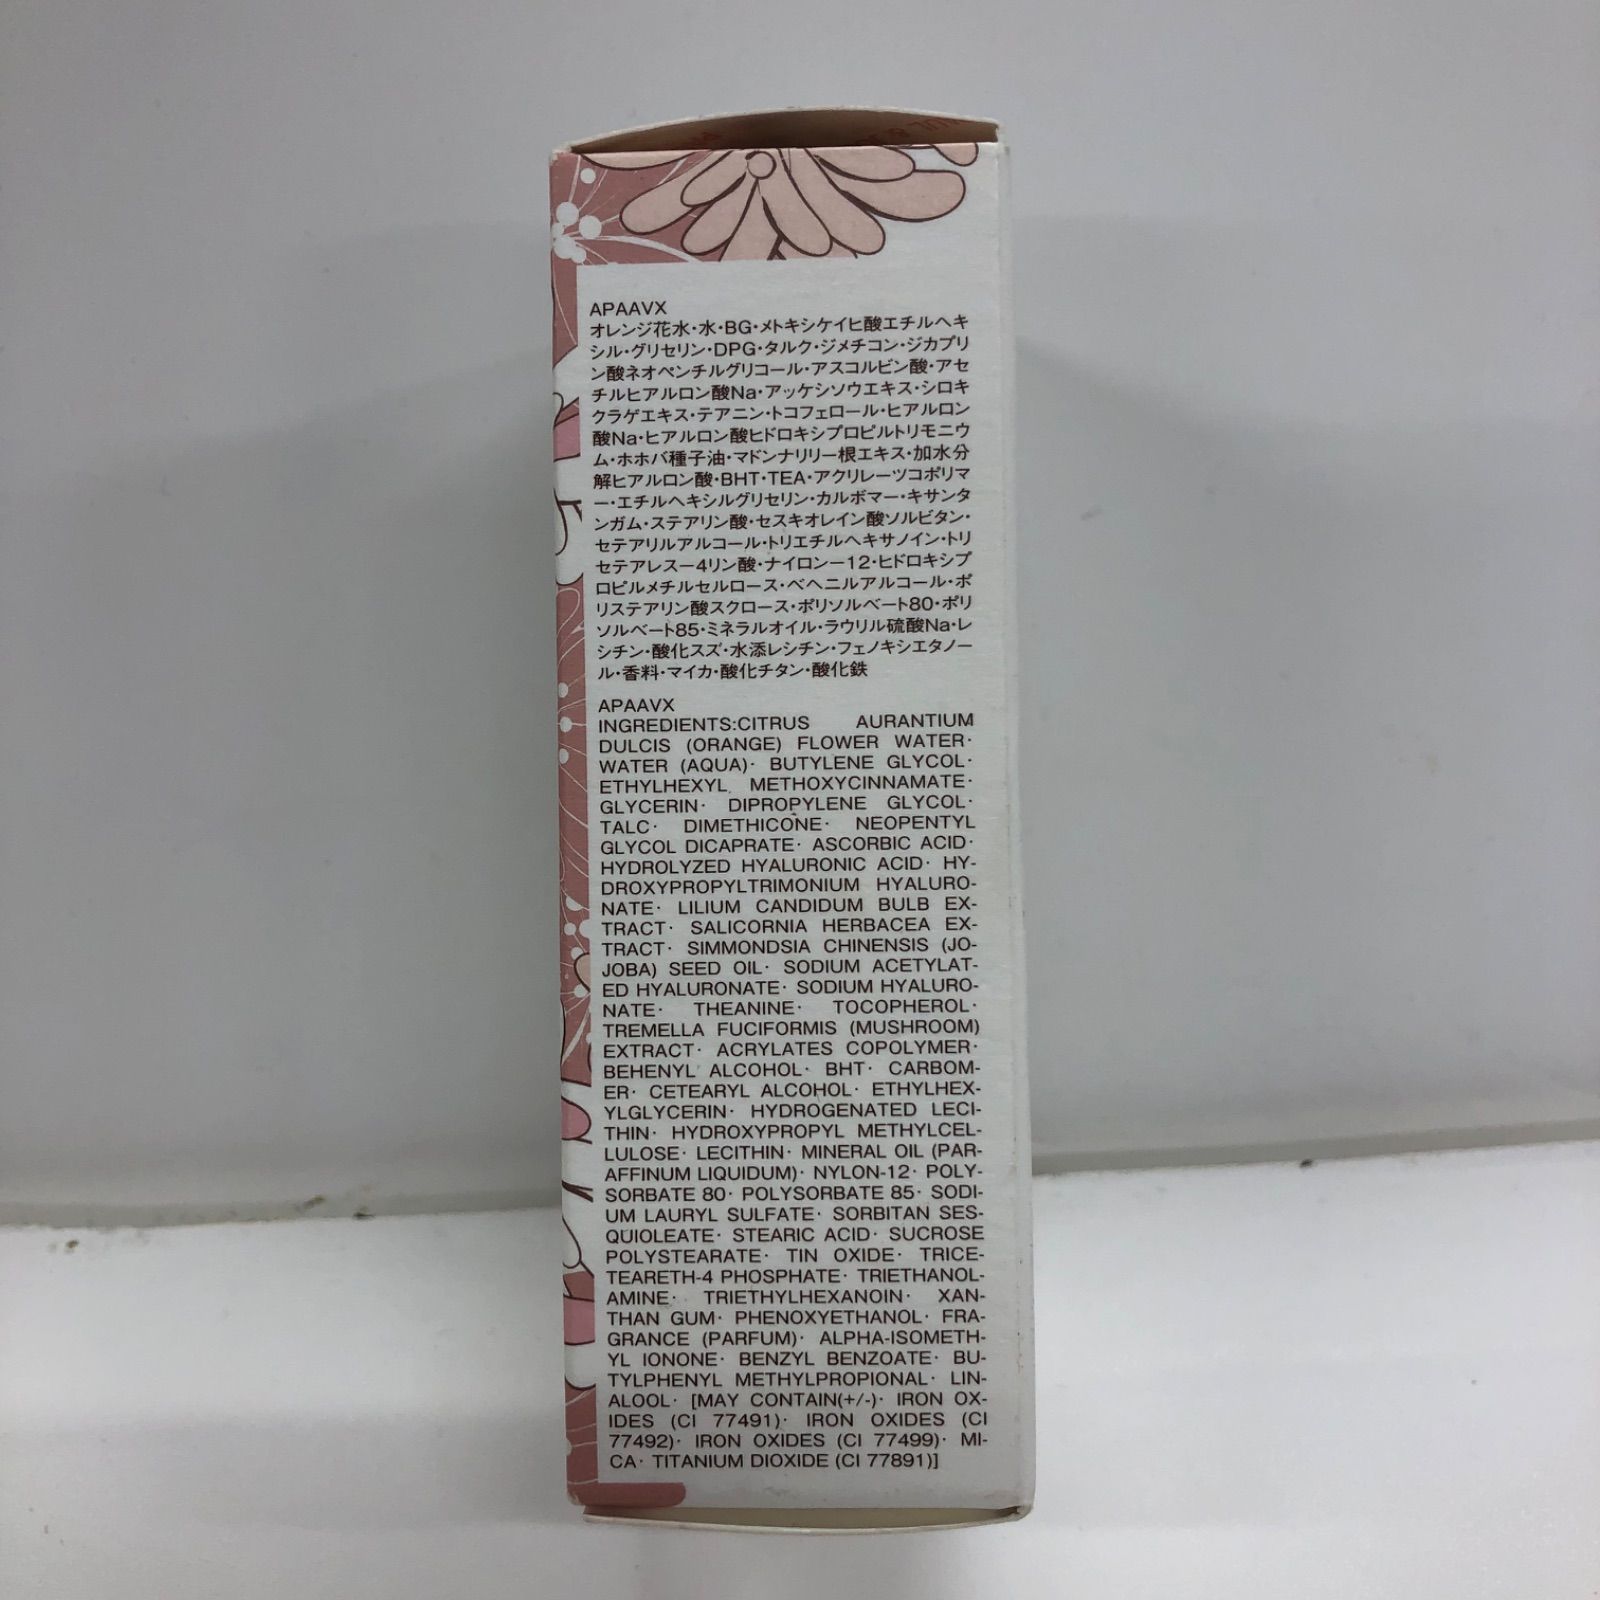 APAAVX
オレンジ花水・水・BG・メトキシケイヒ酸エチルヘキ
シル・グリセリン・DPG・タルク・ジメチコン・ジカプリ
ン酸ネオペンチルグリコール・アスコルビン酸・アセ
チルヒアルロン酸Na・アッケシソウエキス・シロキ
クラゲエキス・テアニン・トコフェロール・ヒアルロン
酸Na・ヒアルロン酸ヒドロキシプロピルトリモニウ
ム・ホホバ種子油・マドンナリリー根エキス・加水分
解ヒアルロン酸・BHT・TEA・アクリレーツコポリマ
ー・エチルヘキシルグリセリン・カルボマー・キサンタ
ンガム・ステアリン酸・セスキオレイン酸ソルビタン・
セテアリルアルコール・トリエチルヘキサノイン・トリ
セテアレスー4リン酸・ナイロンー12・ヒドロキシプ
ロピルメチルセルロース・ベヘニルアルコール・ポ
リステアリン酸スクロース・ポリソルベート80・ポリ
ソルベート85・ミネラルオイル・ラウリル硫酸Na・レ
シチン・酸化スズ・水添レシチン・フェノキシエタノー
ル・香料・マイカ・酸化チタン・酸化鉄
APAAVX
INGREDIENTS:CITRUS AURANTIUM
DULCIS (ORANGE) FLOWER WATER·
WATER (AQUA)· BUTYLENE GLYCOL·
ETHYLHEXYL METHOXYCINNAMATE·
GLYCERIN· DIPROPYLENE GLYCOL·
TALC· DIMETHICONE· NEOPENTYL
GLYCOL DICAPRATE· ASCORBIC ACID·
HYDROLYZED HYALURONIC ACID· HY-
DROXYPROPYLTRIMONIUM HYALURO-
NATE· LILIUM CANDIDUM BULB EX-
TRACT· SALICORNIA HERBACEA EX-
TRACT· SIMMONDSIA CHINENSIS (JO-
JOBA) SEED OIL· SODIUM ACETYLAT-
ED HYALURONATE· SODIUM HYALURO-
NATE· THEANINE· TOCOPHEROL·
TREMELLA FUCIFORMIS (MUSHROOM)
EXTRACT· ACRYLATES COPOLYMER·
BEHENYL ALCOHOL· BHT· CARBOM-
ER· CETEARYL ALCOHOL· ETHYLHEX-
YLGLYCERIN· HYDROGENATED LECI-
THIN· HYDROXYPROPYL METHYLCEL-
LULOSE· LECITHIN· MINERAL OIL (PAR-
AFFINUM LIQUIDUM)· NYLON-12· POLY-
SORBATE 80· POLYSORBATE 85· SODI-
UM LAURYL SULFATE· SORBITAN SES-
QUIOLEATE· STEARIC ACID· SUCROSE
POLYSTEARATE· TIN OXIDE· TRICE-
TEARETH-4 PHOSPHATE· TRIETHANOL-
AMINE· TRIETHYLHEXANOIN· XAN-
THAN GUM· PHENOXYETHANOL· FRA-
GRANCE (PARFUM)· ALPHA-ISOMETH-
YL IONONE· BENZYL BENZOATE· BU-
TYLPHENYL METHYLPROPIONAL· LIN-
ALOOL· [MAY CONTAIN(+/-)· IRON OX-
IDES (CI 77491)· IRON OXIDES (CI
77492)· IRON OXIDES (CI 77499)· MI-
CA· TITANIUM DIOXIDE (CI 77891)]